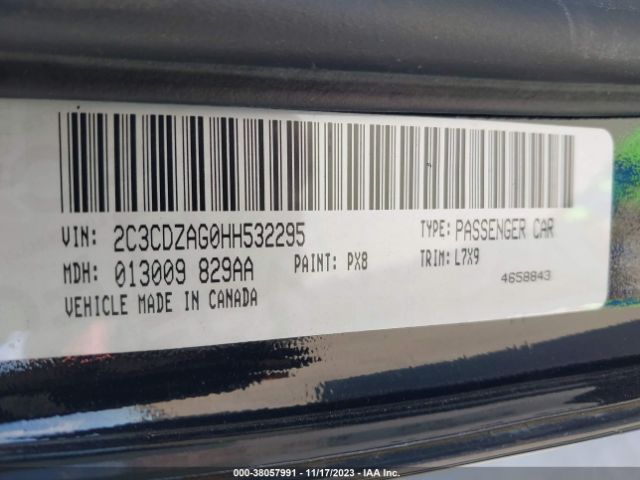 VIN: 2C3CDZAG0HH532295 TYPE: PASSENGER CAR
MDH: 013009 829AA PAINT: PX8 TRIM: L7X9
VEHICLE MADE IN CANADA 4658843
000-38057991 — 11/17/2023 — IAA Inc.